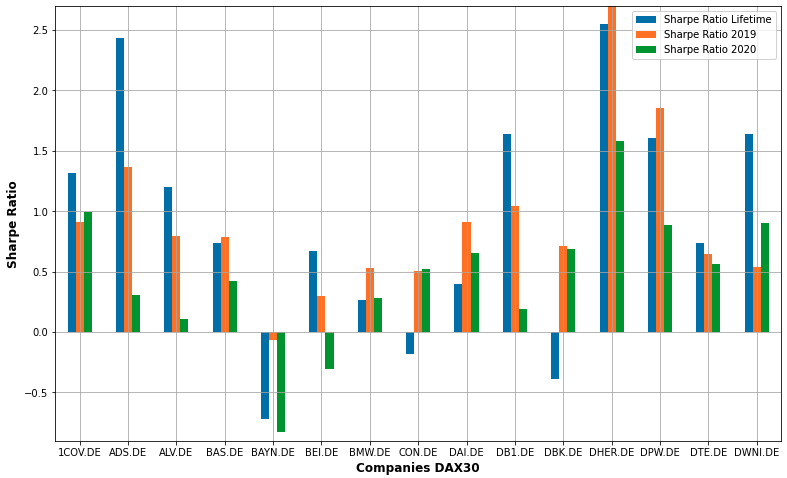 Sharpe Ratio Lifetime
Sharpe Ratio 2019
Sharpe Ratio 2020
2.5
2.0
1.5
1.0
0.5
0.0
−0.5
Sharpe Ratio
1COV.DE ADS.DE ALV.DE BAS.DE BAYN.DE BEI.DE BMW.DE CON.DE DAI.DE DB1.DE DBK.DE DHER.DE DPW.DE DTE.DE DWNI.DE
Companies DAX30